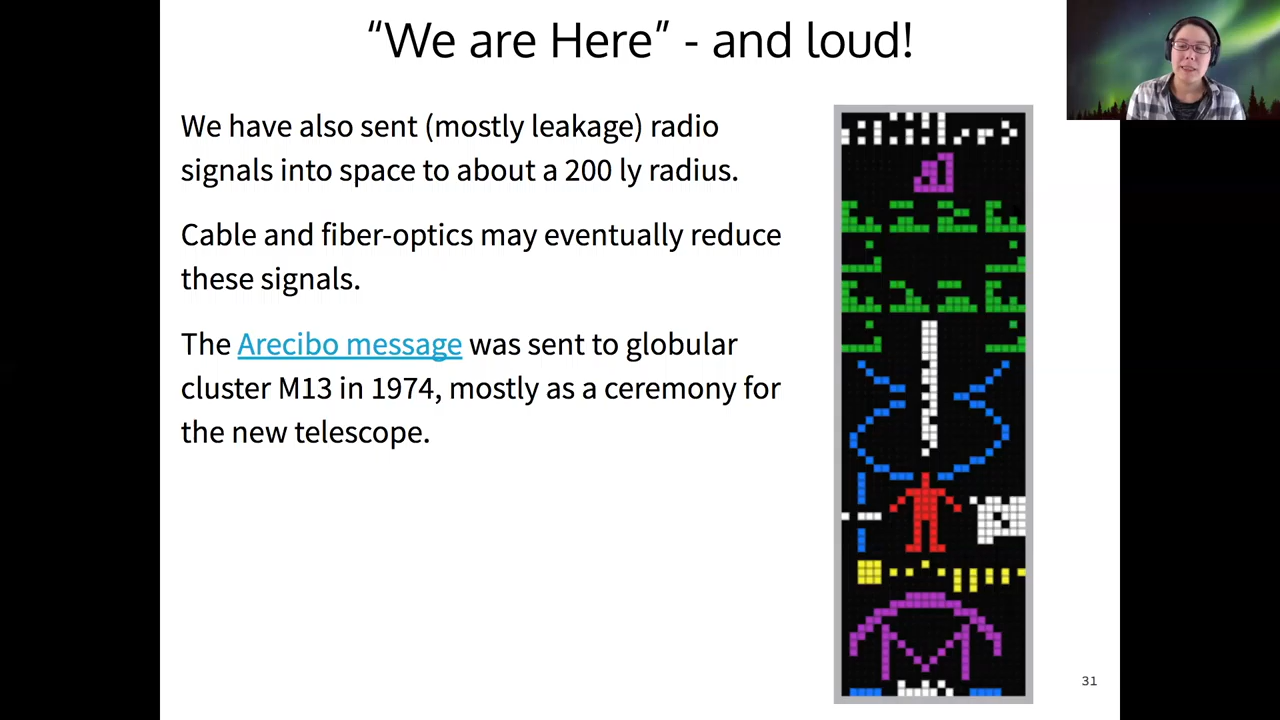 “We are Here” - and loud!
We have also sent (mostly leakage) radio
signals into space to about a 200 ly radius.
Cable and fiber-optics may eventually reduce
these signals.
The Arecibo message was sent to globular
cluster M13 in 1974, mostly as a ceremony for
the new telescope.
31